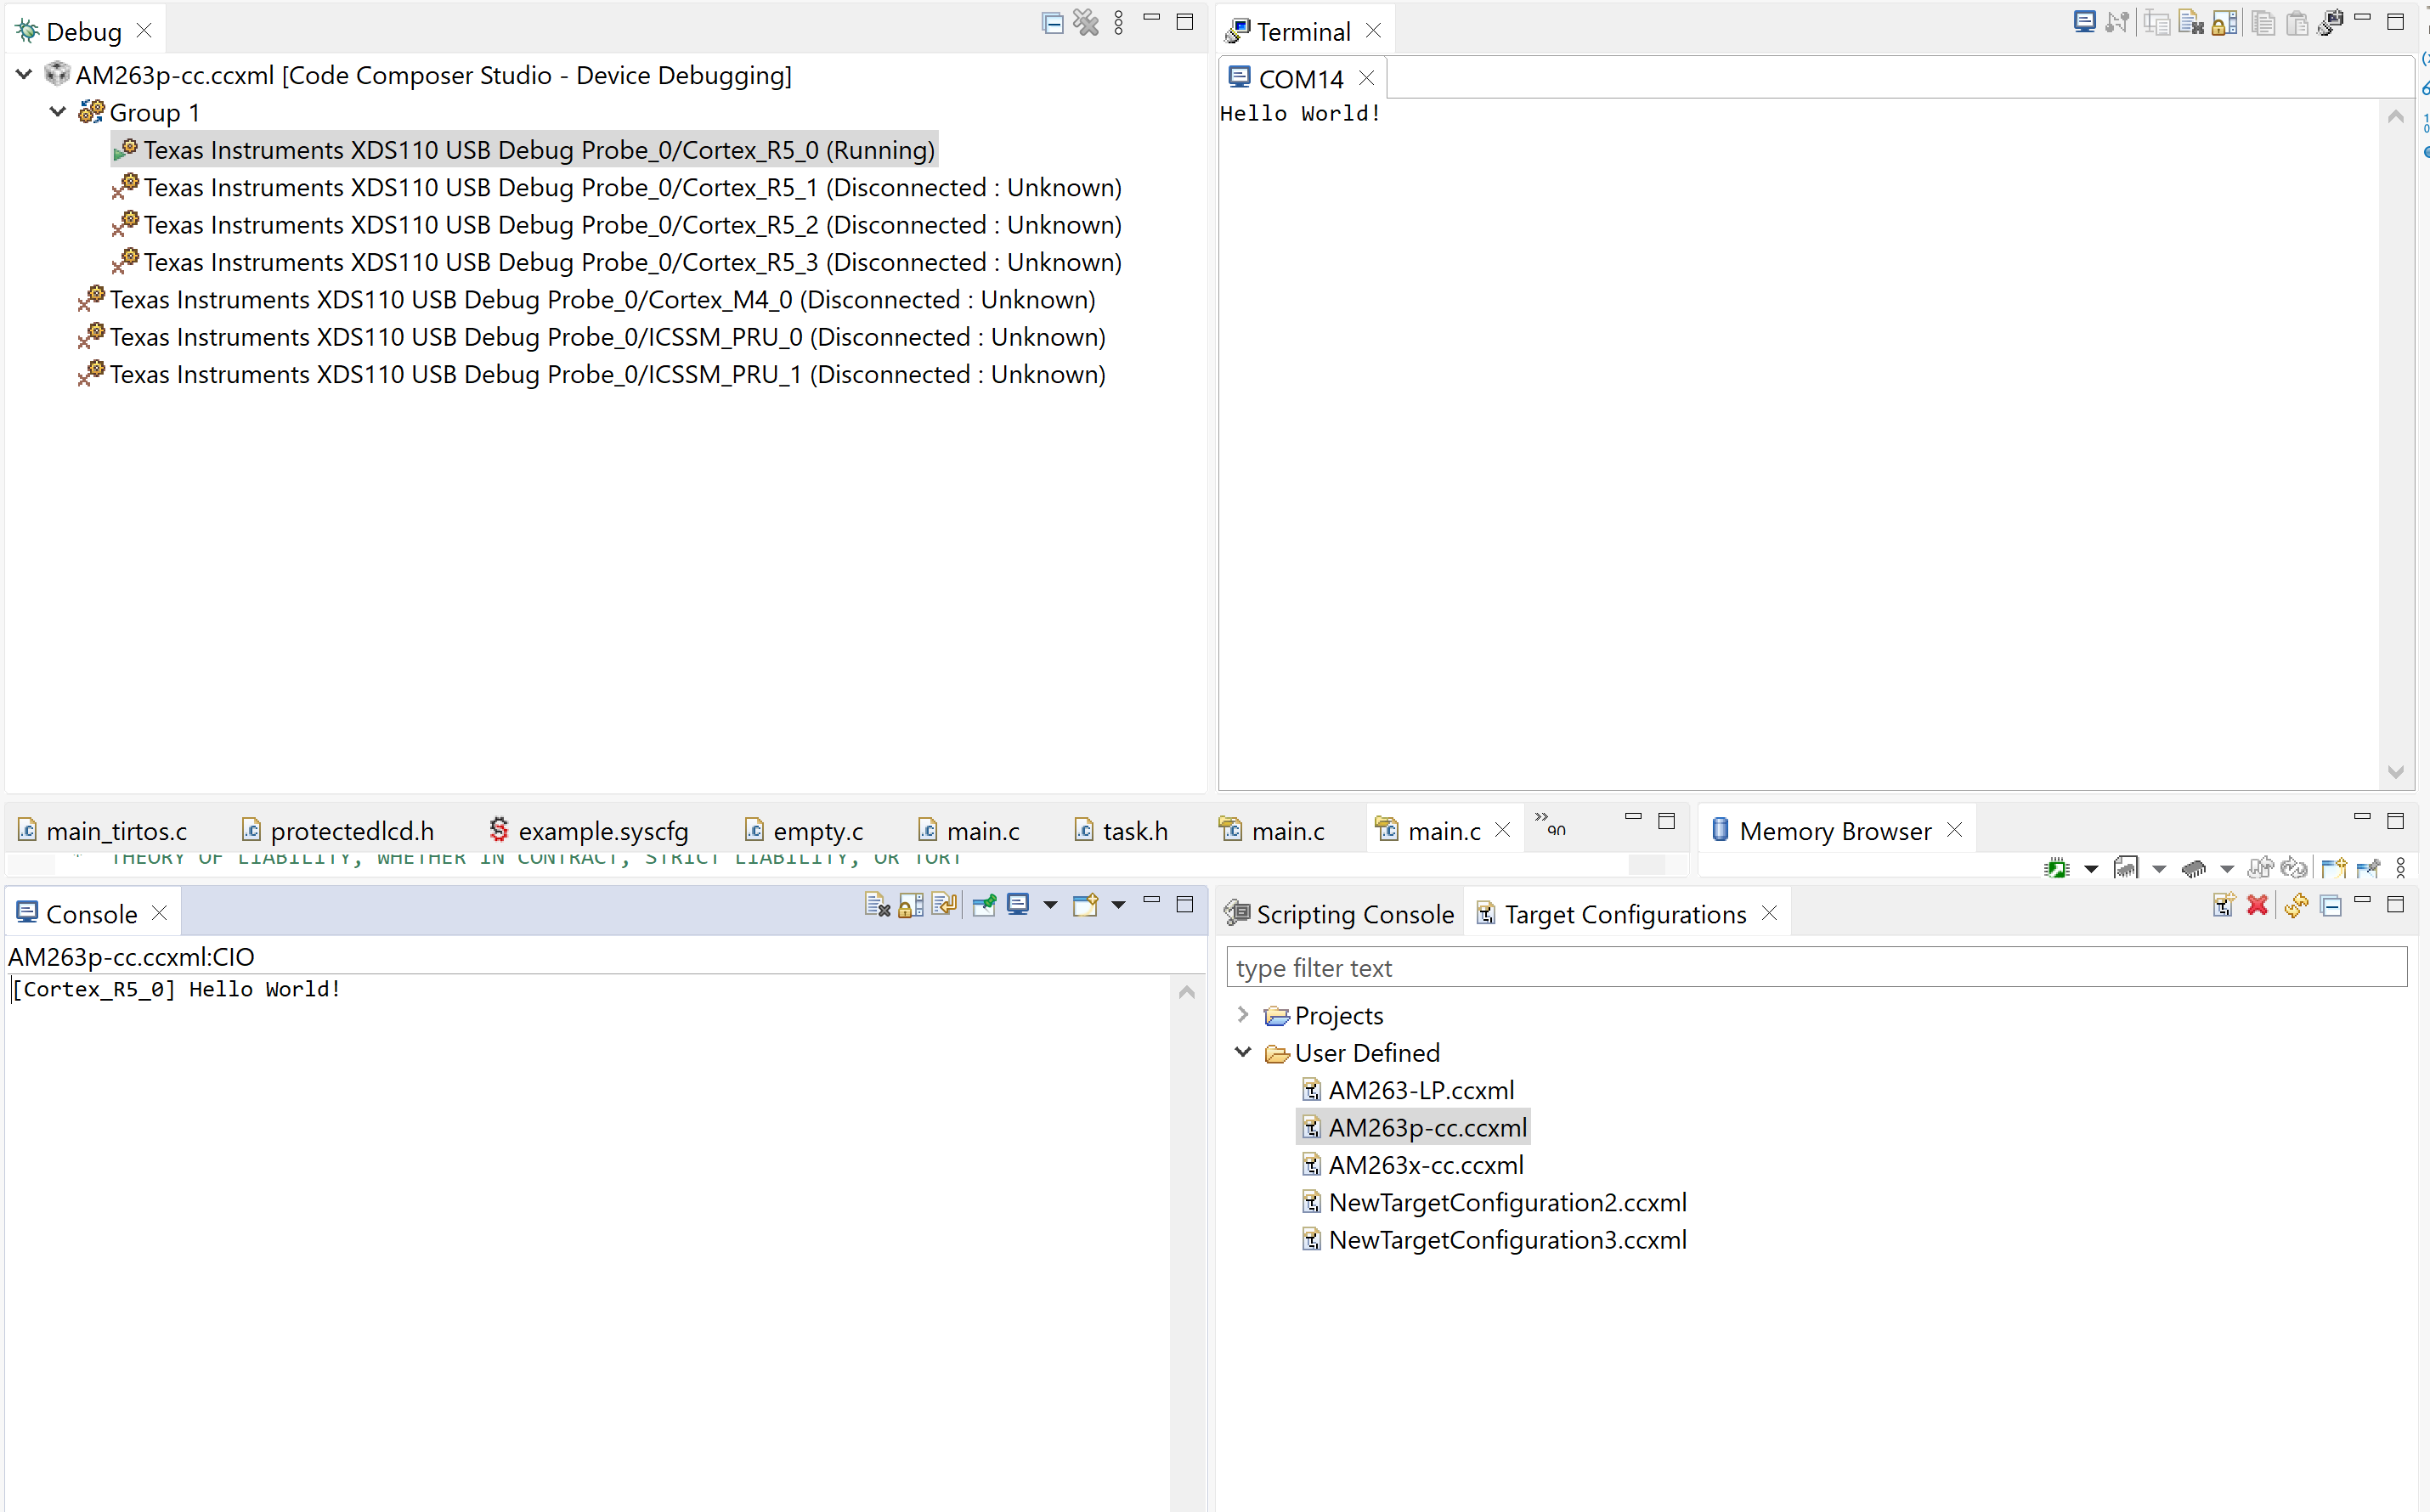 Debug
AM263p-cc.ccxml [Code Composer Studio - Device Debugging]
Group 1
Texas Instruments XDS110 USB Debug Probe_0/Cortex_R5_0 (Running)
Texas Instruments XDS110 USB Debug Probe_0/Cortex_R5_1 (Disconnected : Unknown)
Texas Instruments XDS110 USB Debug Probe_0/Cortex_R5_2 (Disconnected : Unknown)
Texas Instruments XDS110 USB Debug Probe_0/Cortex_R5_3 (Disconnected : Unknown)
Texas Instruments XDS110 USB Debug Probe_0/Cortex_M4_0 (Disconnected : Unknown)
Texas Instruments XDS110 USB Debug Probe_0/ICSSM_PRU_0 (Disconnected : Unknown)
Texas Instruments XDS110 USB Debug Probe_0/ICSSM_PRU_1 (Disconnected : Unknown)
Terminal
COM14
Hello World!
main_tirtos.c protectedlcd.h example.syscfg empty.c main.c task.h main.c main.c »90
* THEORY OF LIABILITY, WHETHER IN CONTRACT, STRICT LIABILITY, OR TORT
Memory Browser
Console
AM263p-cc.ccxml:CIO
[Cortex_R5_0] Hello World!
Scripting Console Target Configurations
type filter text
Projects
User Defined
AM263-LP.ccxml
AM263p-cc.ccxml
AM263x-cc.ccxml
NewTargetConfiguration2.ccxml
NewTargetConfiguration3.ccxml